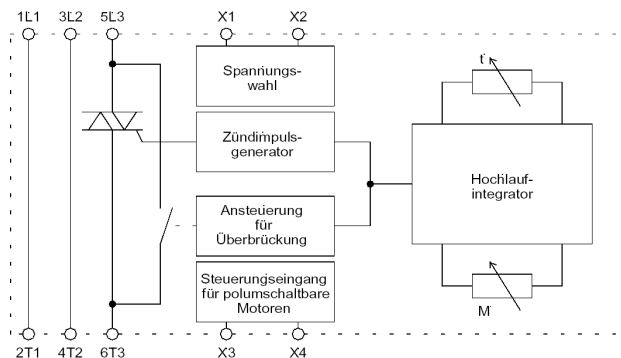 1L1 3L2 5L3 X1 X2
Spannungs-
wahl
t
Zündimpuls-
generator
Hochlauf-
integrator
Ansteuerung
für
Überbrückung
Steuerungseingang
für polumschaltbare
Motoren
M
2T1 4T2 6T3 X3 X4